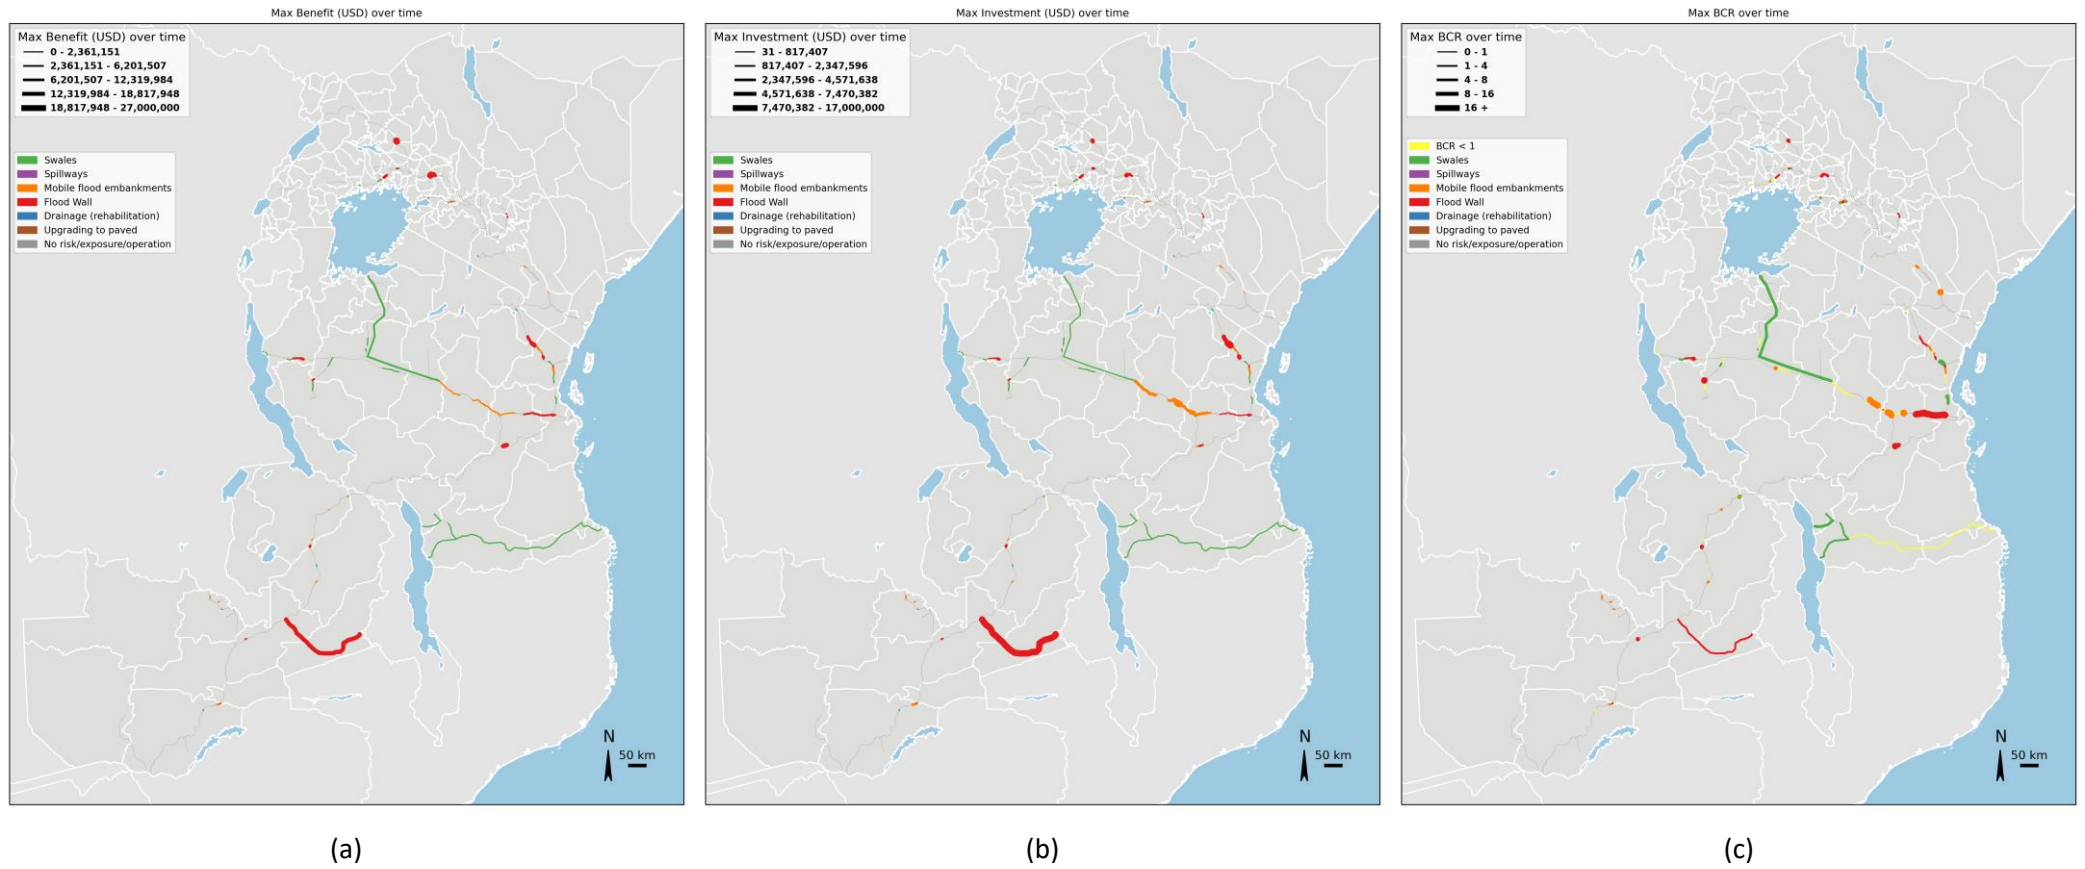 Max Benefit (USD) over time
Max Benefit (USD) over time
0 - 2,361,151
2,361,151 - 6,201,507
6,201,507 - 12,319,984
12,319,984 - 18,817,948
18,817,948 - 27,000,000
Swales
Spillways
Mobile flood embankments
Flood Wall
Drainage (rehabilitation)
Upgrading to paved
No risk/exposure/operation
N
50 km
(a)
Max Investment (USD) over time
Max Investment (USD) over time
31 - 817,407
817,407 - 2,347,596
2,347,596 - 4,571,638
4,571,638 - 7,470,382
7,470,382 - 17,000,000
Swales
Spillways
Mobile flood embankments
Flood Wall
Drainage (rehabilitation)
Upgrading to paved
No risk/exposure/operation
N
50 km
(b)
Max BCR over time
Max BCR over time
0 - 1
1 - 4
4 - 8
8 - 16
16 +
BCR < 1
Swales
Spillways
Mobile flood embankments
Flood Wall
Drainage (rehabilitation)
Upgrading to paved
No risk/exposure/operation
N
50 km
(c)